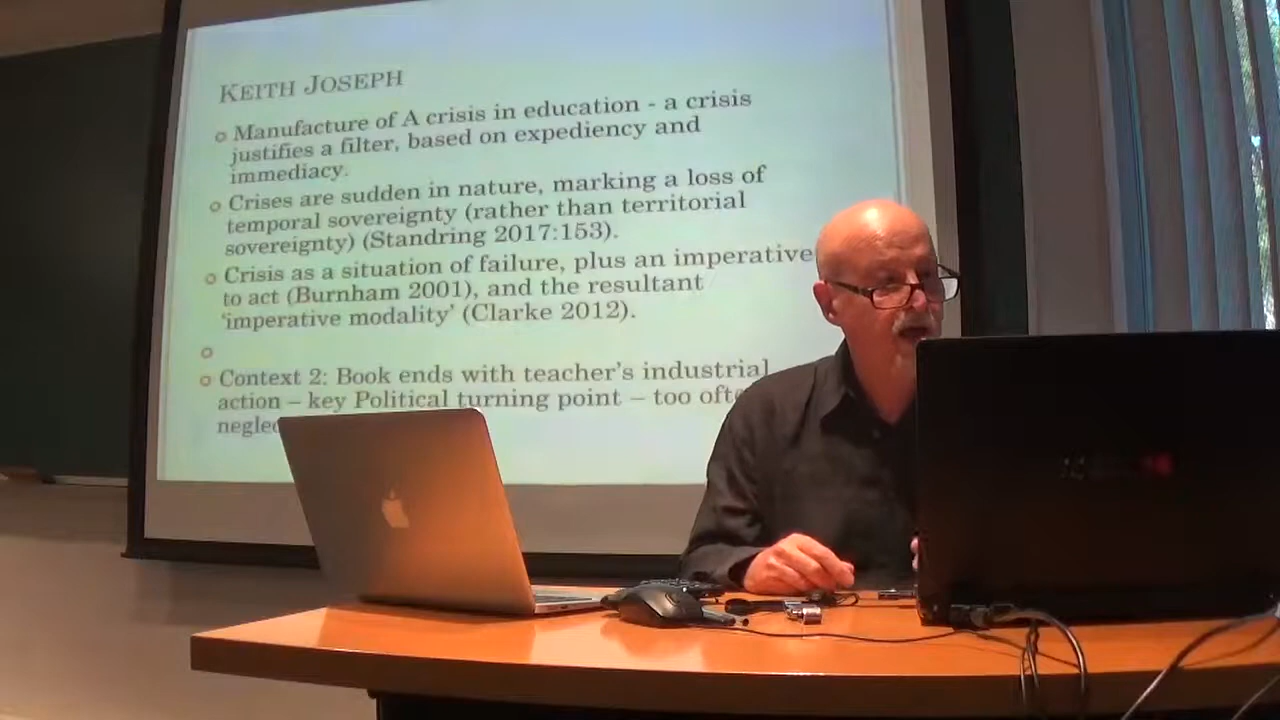 KEITH JOSEPH
Manufacture of A crisis in education - a crisis
justifies a filter, based on expediency and
immediacy.
Crises are sudden in nature, marking a loss of
temporal sovereignty (rather than territorial
sovereignty) (Standring 2017:153).
Crisis as a situation of failure, plus an imperative
to act (Burnham 2001), and the resultant
'imperative modality' (Clarke 2012).
Context 2: Book ends with teacher's industrial
action – key Political turning point – too